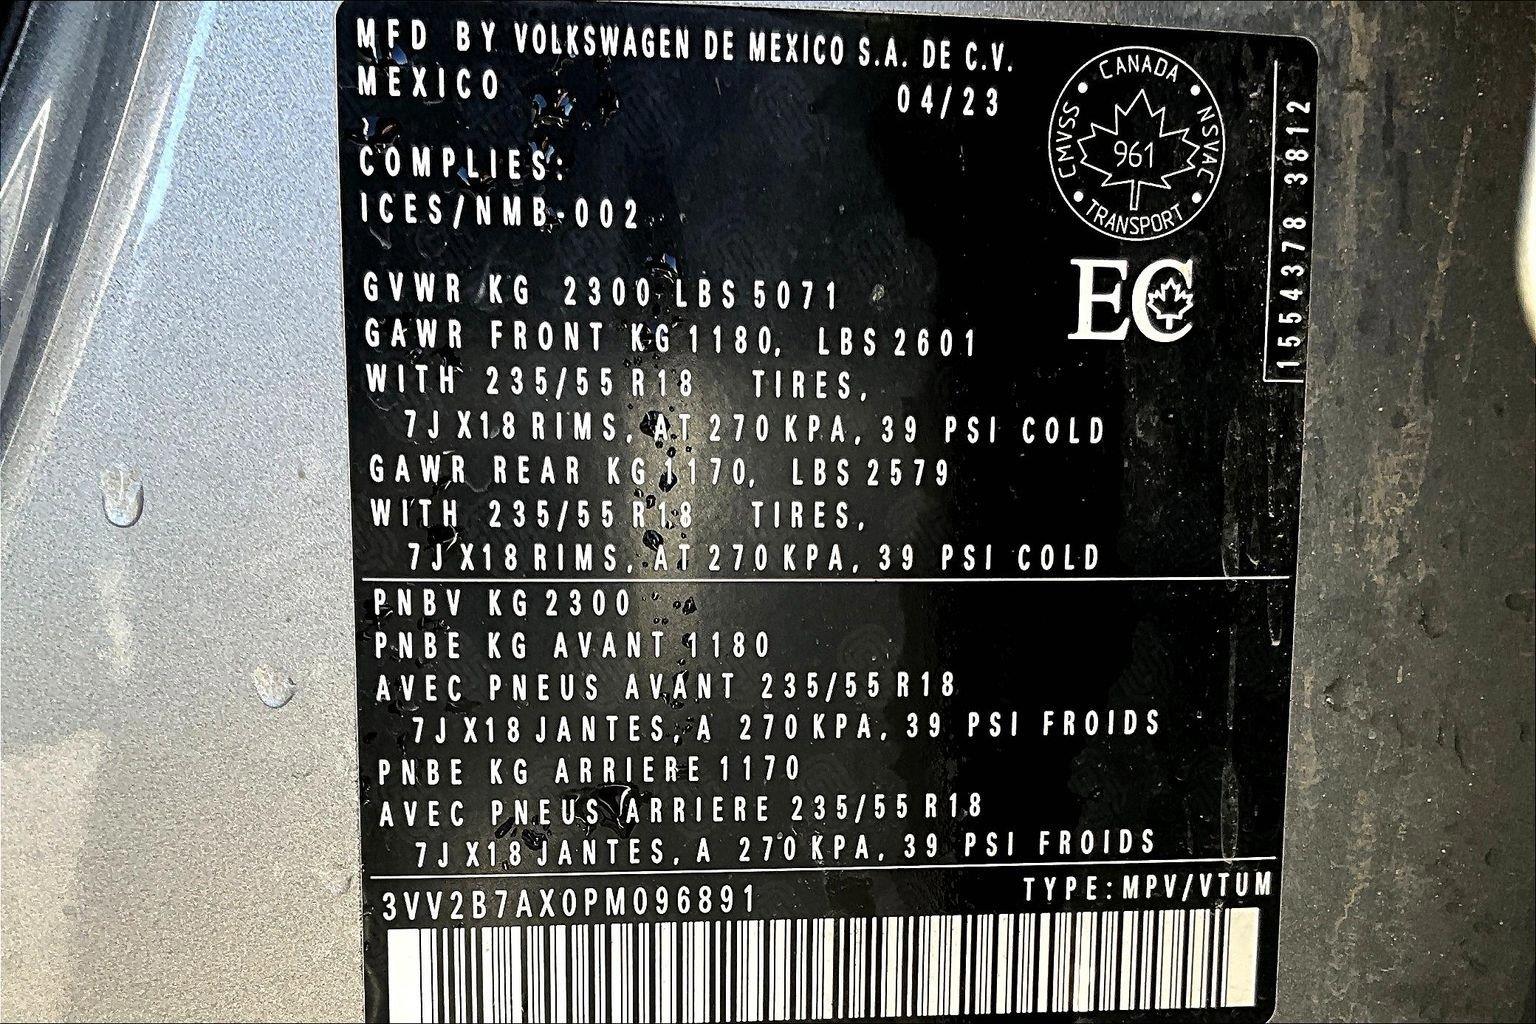 MFD BY VOLKSWAGEN DE MEXICO S.A. DE C.V.
MEXICO 04/23
COMPLIES:
ICES/NMB-002
CANADA
CMVSS 961 NSVAC
TRANSPORT
EC
1554378 3812
GVWR KG 2300 LBS 5071
GAWR FRONT KG 1180, LBS 2601
WITH 235/55 R18 TIRES,
7J X18 RIMS, AT 270 KPA, 39 PSI COLD
GAWR REAR KG 1170, LBS 2579
WITH 235/55 R18 TIRES,
7J X18 RIMS, AT 270 KPA, 39 PSI COLD
PNBV KG 2300
PNBE KG AVANT 1180
AVEC PNEUS AVANT 235/55 R18
7J X18 JANTES, A 270 KPA, 39 PSI FROIDS
PNBE KG ARRIERE 1170
AVEC PNEUS ARRIERE 235/55 R18
7J X18 JANTES, A 270 KPA, 39 PSI FROIDS
3VV2B7AX0PM096891 TYPE:MPV/VTUM